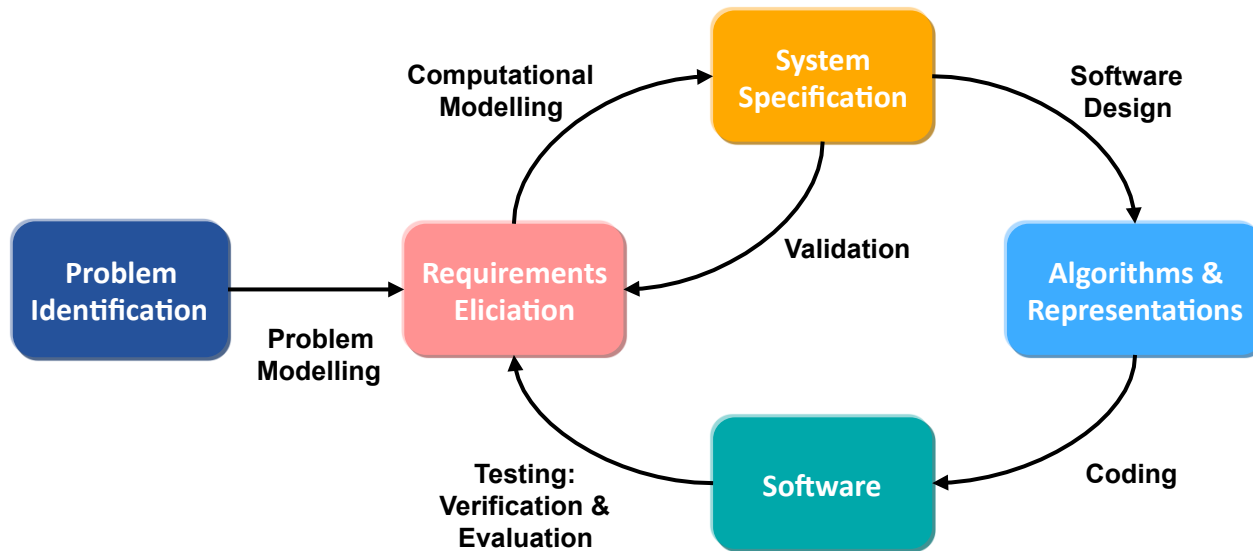 Computational
Modelling
System
Specification
Software
Design
Problem
Identification
Problem
Modelling
Requirements
Eliciation
Validation
Algorithms &
Representations
Testing:
Verification &
Evaluation
Software
Coding